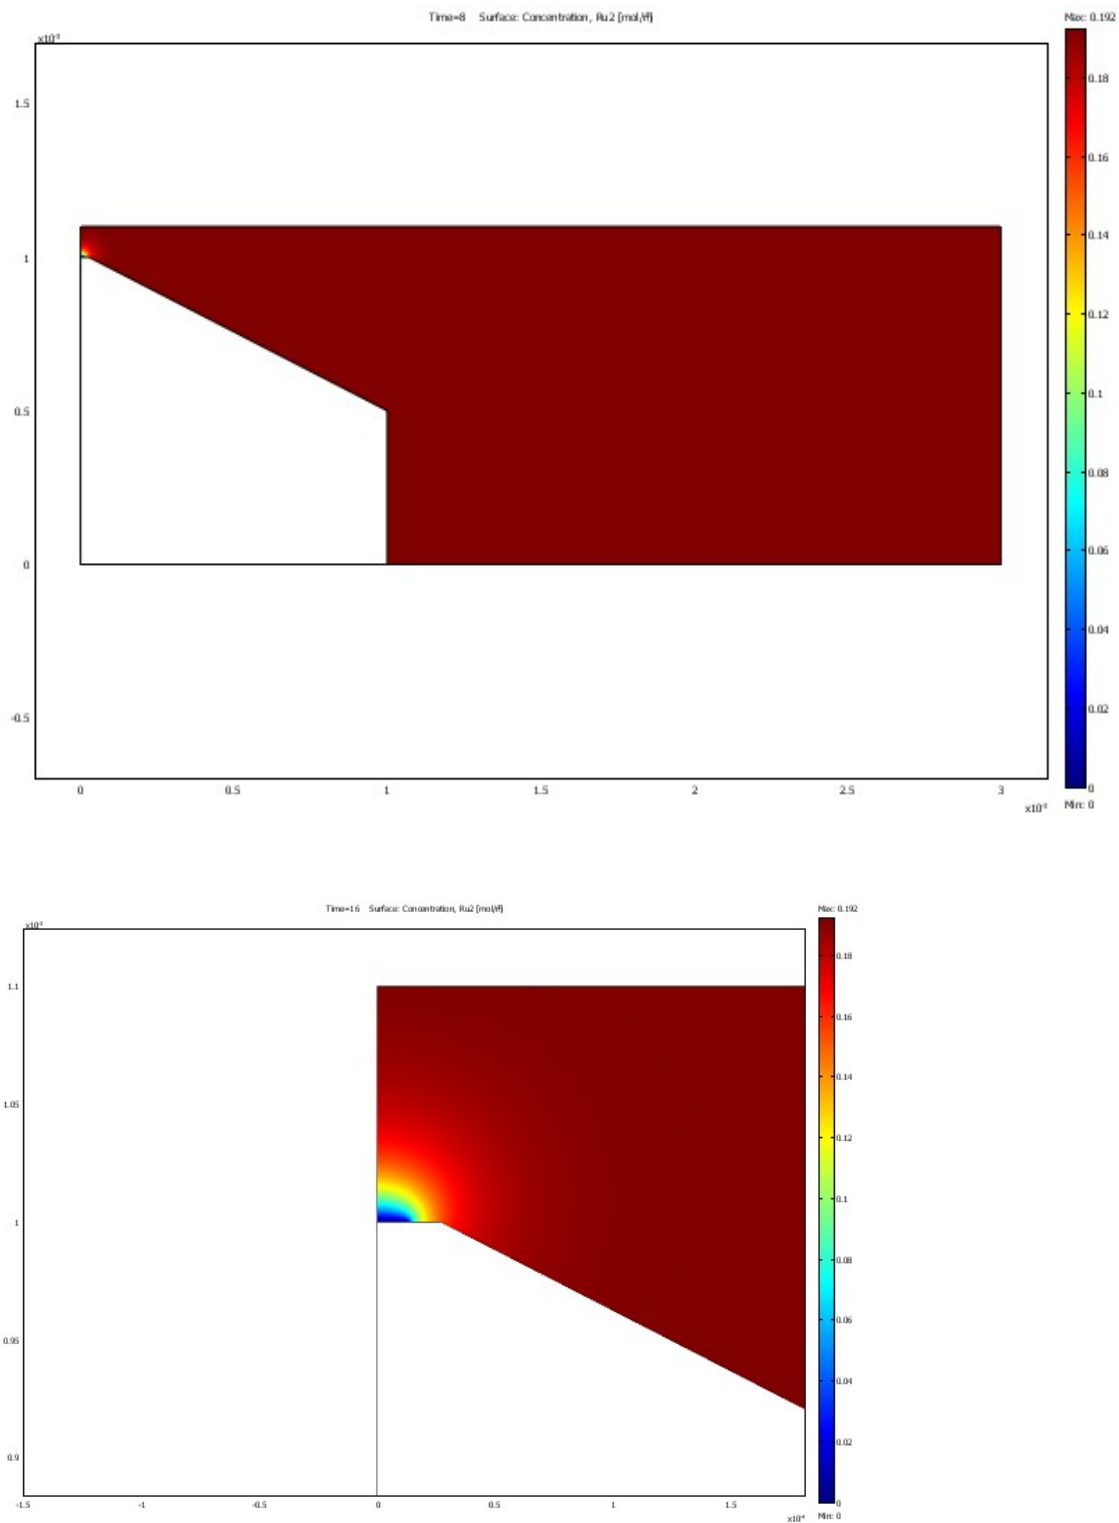 Time=8 Surface: Concentration, Ru2 [mol/m³]
Max: 0.192
x10⁻³
1.5
1
0.5
0
-0.5
0 0.5 1 1.5 2 2.5 3
x10⁻³
0.18
0.16
0.14
0.12
0.1
0.08
0.06
0.04
0.02
0
Min: 0
Time=16 Surface: Concentration, Ru2 [mol/m³]
Max: 0.192
x10⁻³
1.1
1.05
1
0.95
0.9
-1.5 -1 -0.5 0 0.5 1 1.5
x10⁻⁴
0.18
0.16
0.14
0.12
0.1
0.08
0.06
0.04
0.02
0
Min: 0